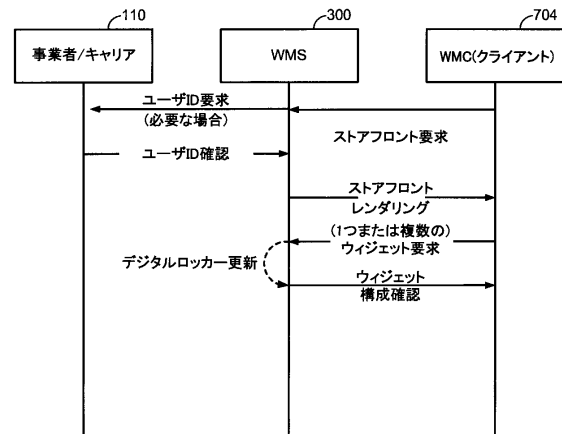 110
300
704
事業者/キャリア
WMS
WMC(クライアント)
ユーザID要求
(必要な場合)
ストアフロント要求
ユーザID確認
ストアフロント
レンダリング
(1つまたは複数の)
ウィジェット要求
デジタルロッカー更新
ウィジェット
構成確認